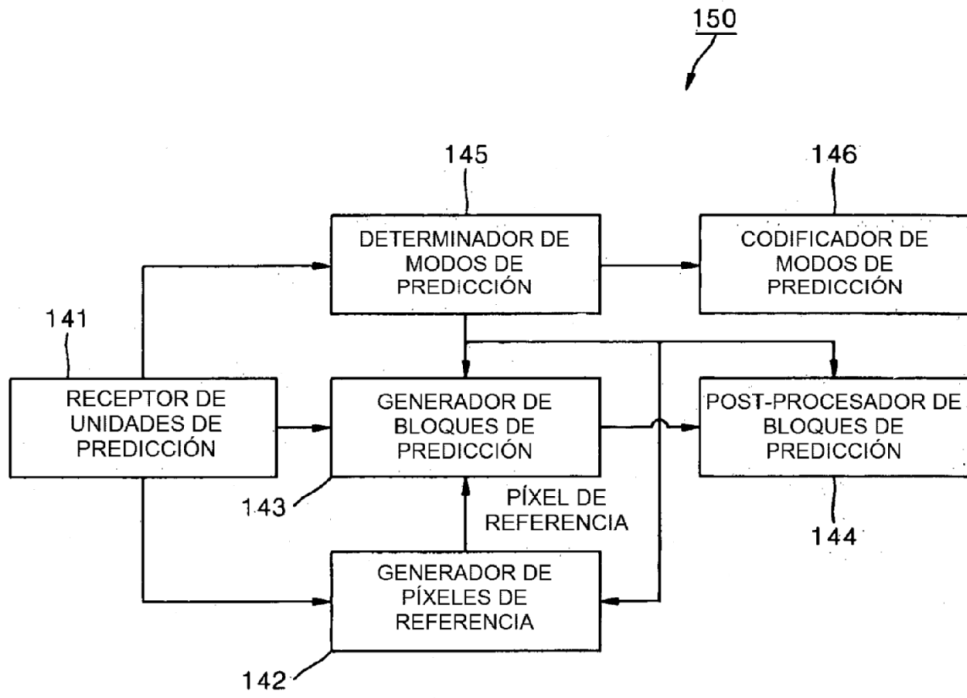 150
145
146
DETERMINADOR DE
MODOS DE
PREDICCIÓN
CODIFICADOR DE
MODOS DE
PREDICCIÓN
141
RECEPTOR DE
UNIDADES DE
PREDICCIÓN
GENERADOR DE
BLOQUES DE
PREDICCIÓN
POST-PROCESADOR DE
BLOQUES DE
PREDICCIÓN
143
PÍXEL DE
REFERENCIA
144
GENERADOR DE
PÍXELES DE
REFERENCIA
142